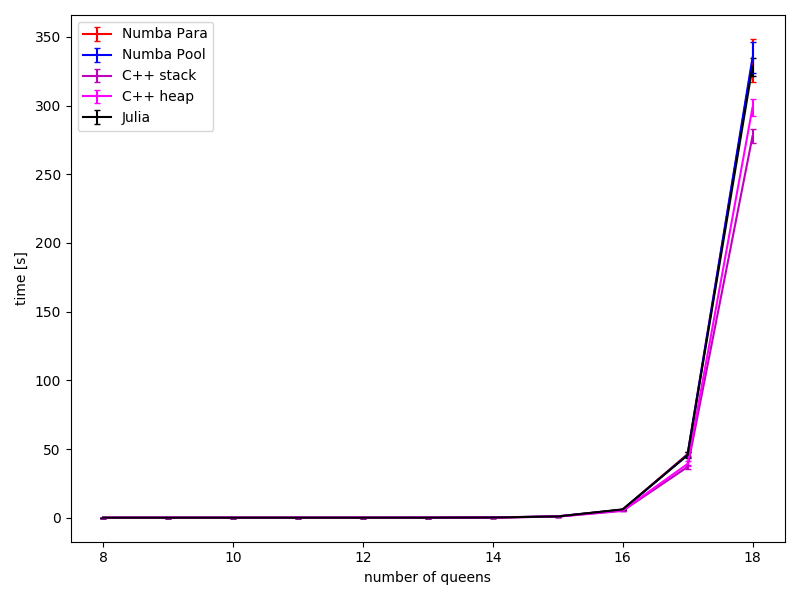 Numba Para
Numba Pool
C++ stack
C++ heap
Julia
350
300
250
200
150
100
50
0
time [s]
8 10 12 14 16 18
number of queens